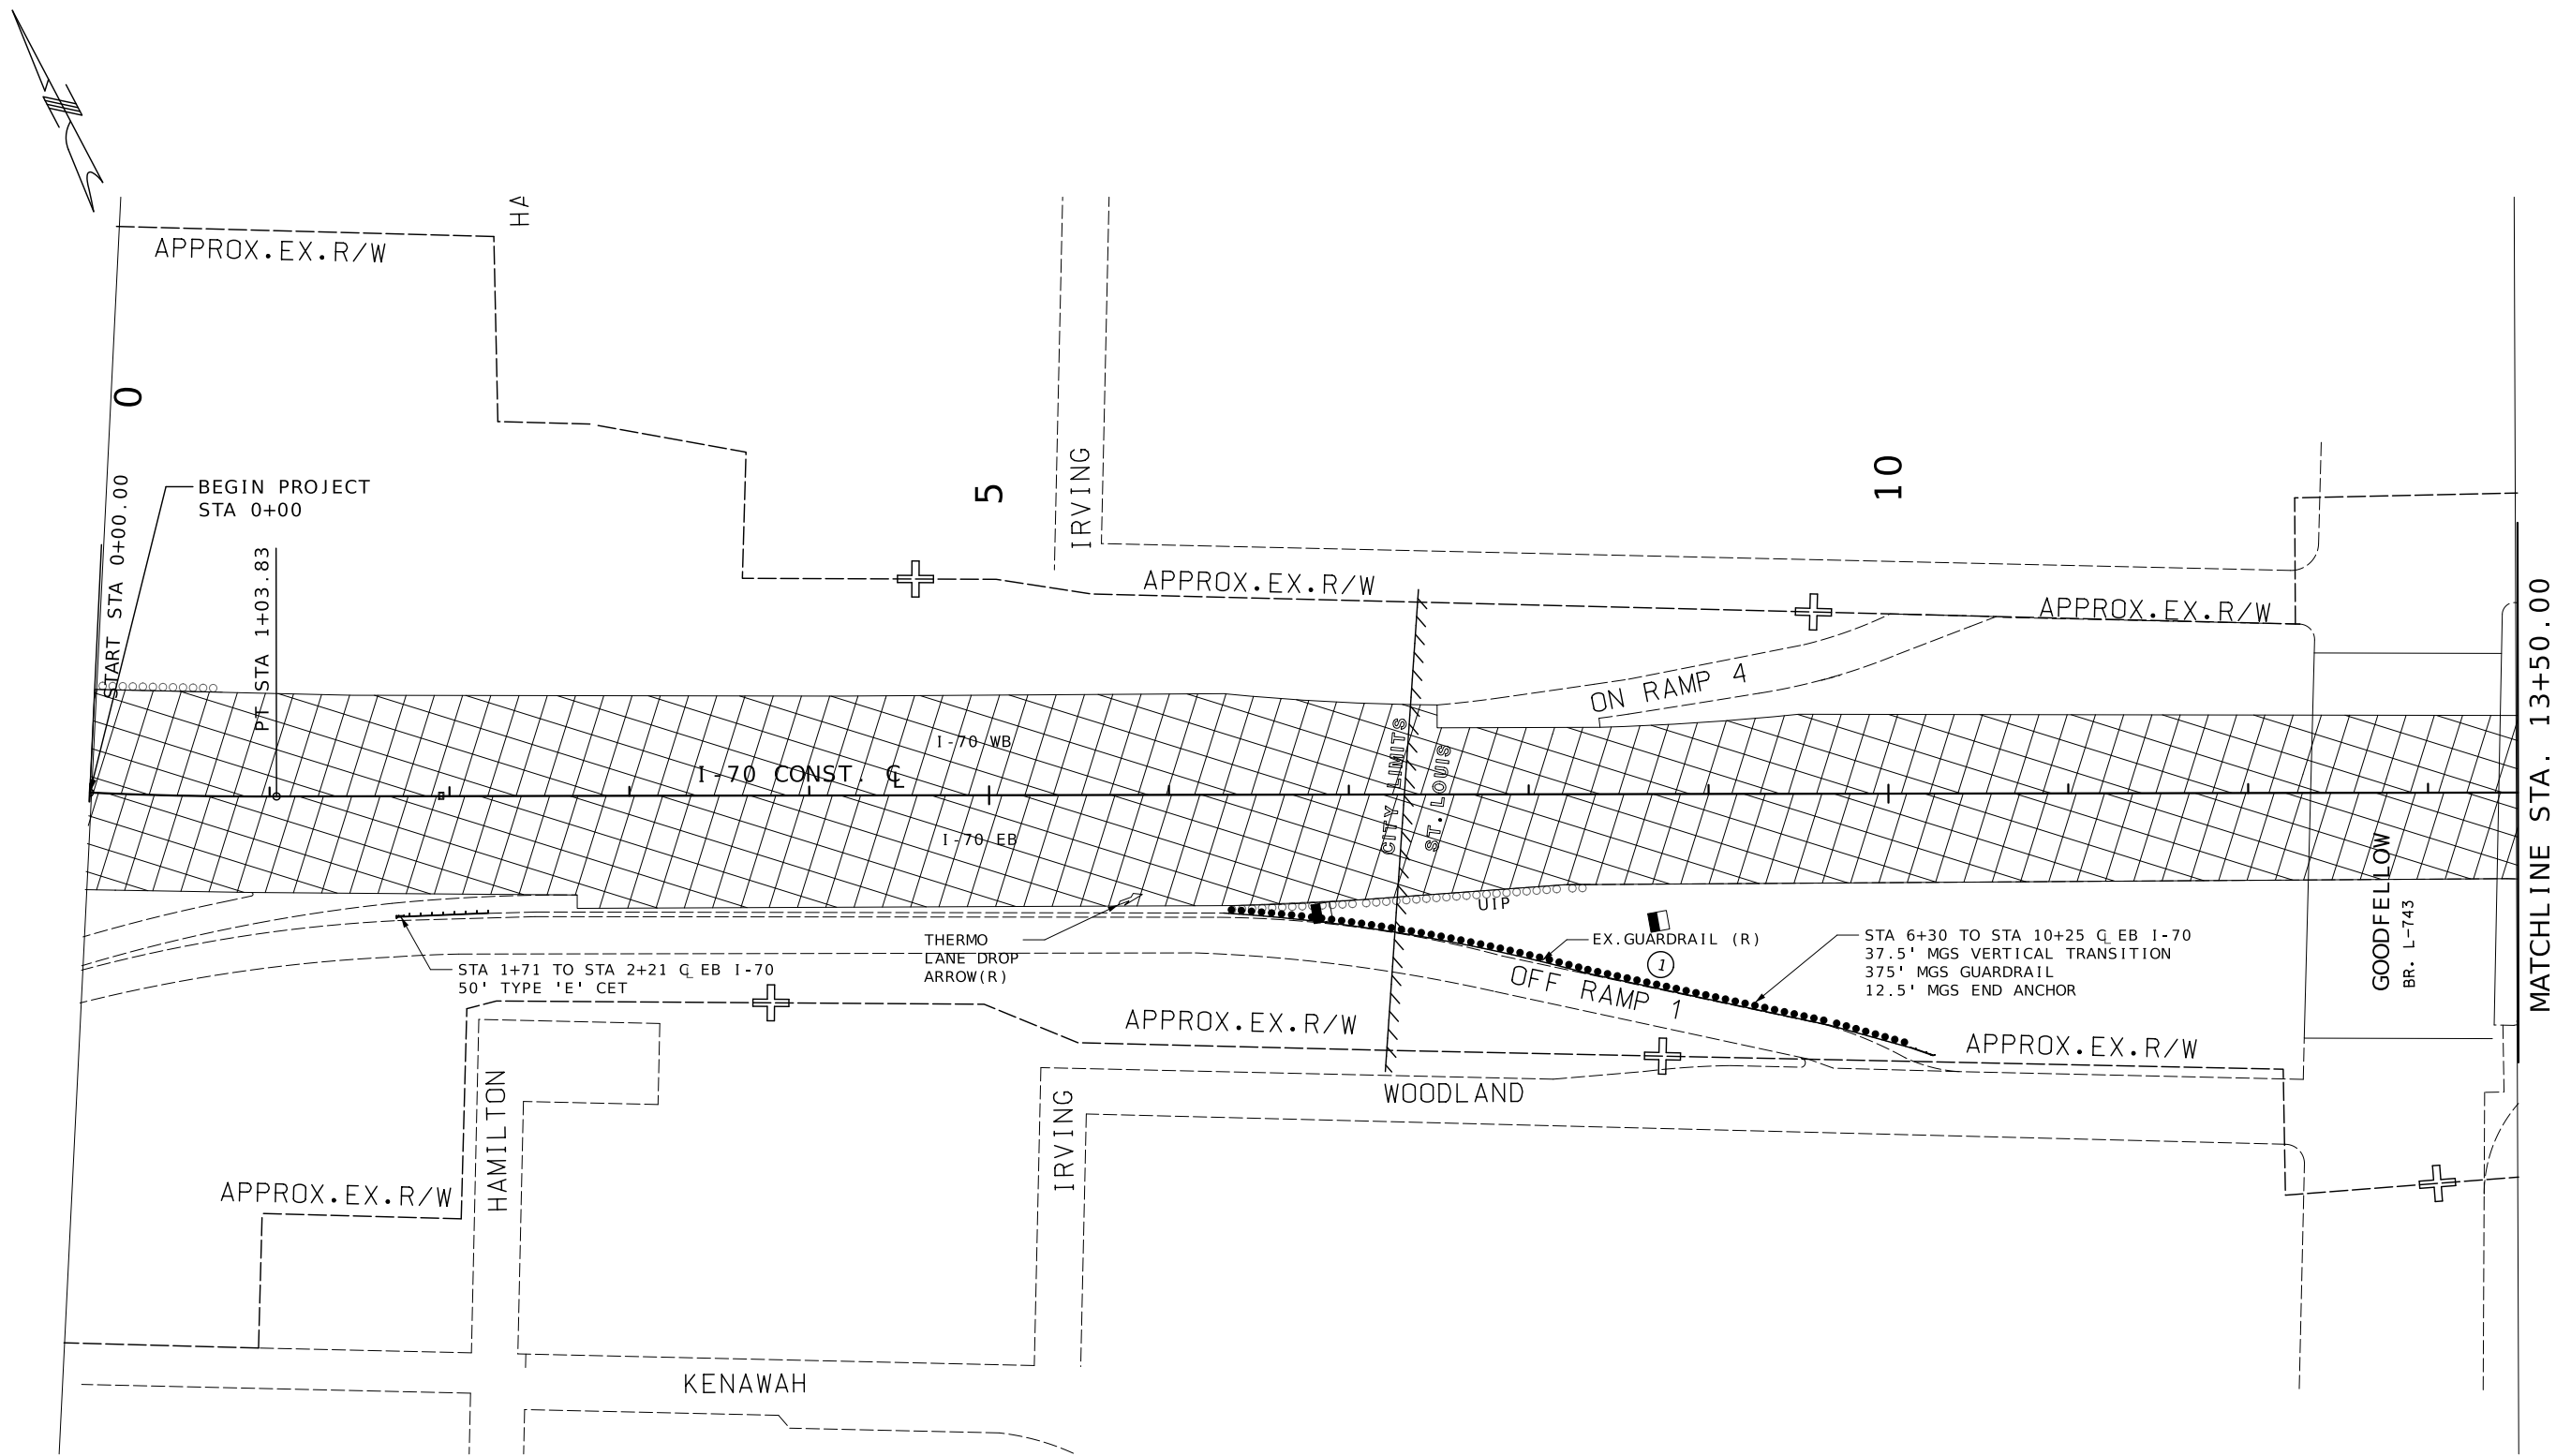 HA
APPROX.EX.R/W
0
BEGIN PROJECT
STA 0+00
START STA 0+00.00
PT STA 1+03.83
5
IRVING
10
APPROX.EX.R/W
APPROX.EX.R/W
ON RAMP 4
I-70 WB
I-70 CONST. ℄
I-70 EB
CITY LIMITS
ST.LOUIS
MATCHLINE STA. 13+50.00
GOODFELLOW
BR. L-743
UIP
THERMO
LANE DROP
ARROW(R)
EX.GUARDRAIL (R)
1
STA 6+30 TO STA 10+25 ℄ EB I-70
37.5' MGS VERTICAL TRANSITION
375' MGS GUARDRAIL
12.5' MGS END ANCHOR
STA 1+71 TO STA 2+21 ℄ EB I-70
50' TYPE 'E' CET
OFF RAMP 1
APPROX.EX.R/W
APPROX.EX.R/W
WOODLAND
HAMILTON
IRVING
APPROX.EX.R/W
KENAWAH